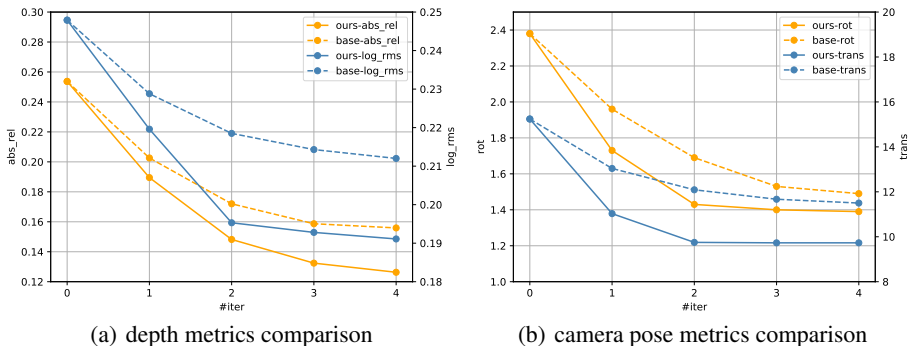 0.30
0.28
0.26
0.24
0.22
0.20
0.18
0.16
0.14
0.12
abs_rel
0 1 2 3 4
#iter
0.25
0.24
0.23
0.22
0.21
0.20
0.19
0.18
log_rms
ours-abs_rel
base-abs_rel
ours-log_rms
base-log_rms
(a) depth metrics comparison
2.4
2.2
2.0
1.8
1.6
1.4
1.2
1.0
rot
0 1 2 3 4
#iter
20
18
16
14
12
10
8
trans
ours-rot
base-rot
ours-trans
base-trans
(b) camera pose metrics comparison